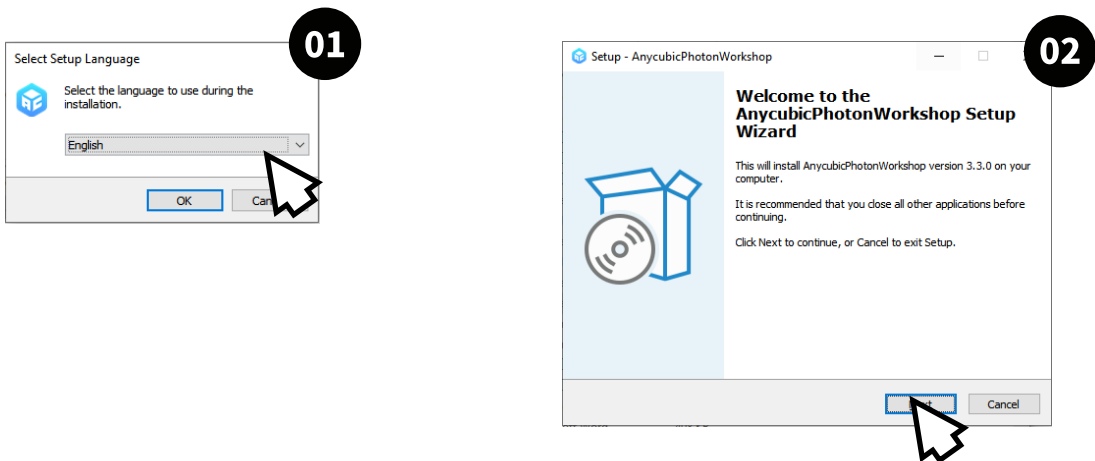 01
Select Setup Language
Select the language to use during the
installation.
English
OK
02
Setup - AnycubicPhotonWorkshop
Welcome to the
AnycubicPhotonWorkshop Setup
Wizard
This will install AnycubicPhotonWorkshop version 3.3.0 on your
computer.
It is recommended that you close all other applications before
continuing.
Click Next to continue, or Cancel to exit Setup.
Cancel